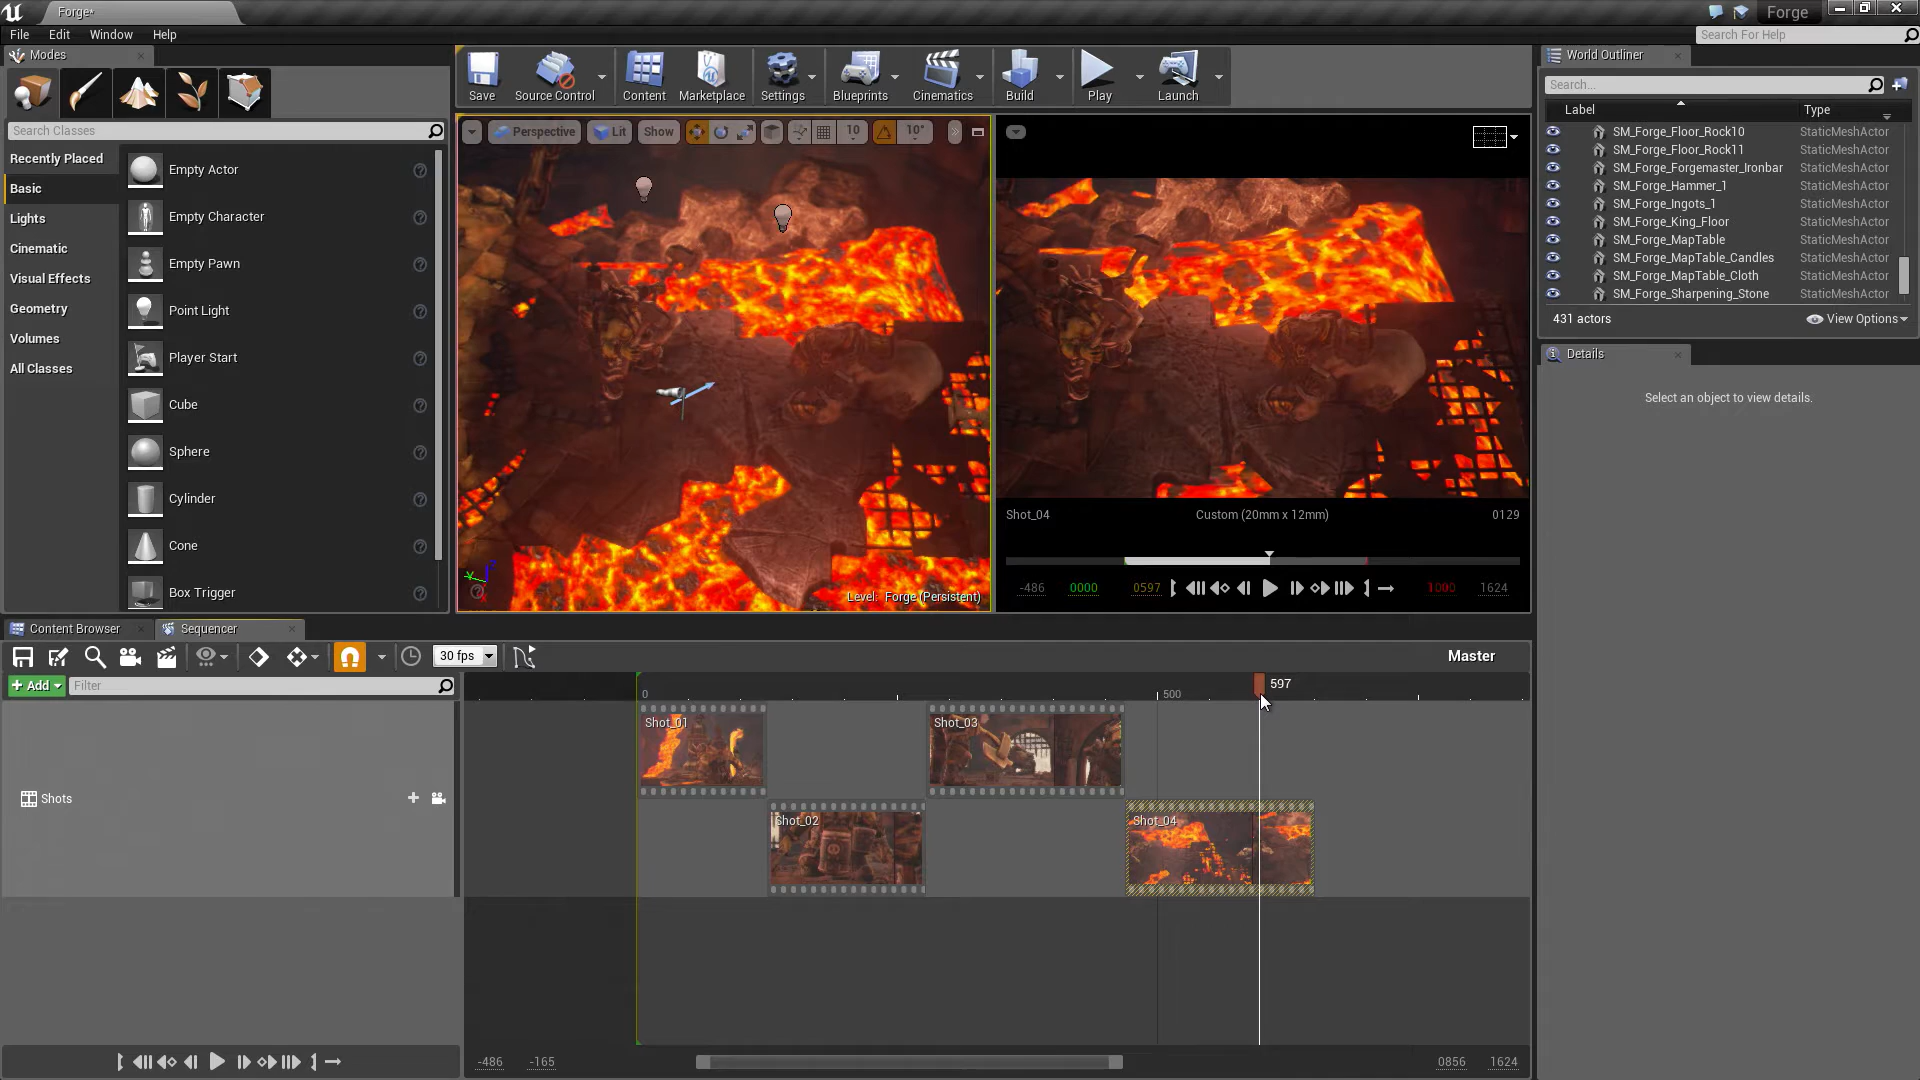 Forge*
Forge
File Edit Window Help
Search For Help
Modes
Search Classes
Recently Placed
Basic
Lights
Cinematic
Visual Effects
Geometry
Volumes
All Classes
Empty Actor
Empty Character
Empty Pawn
Point Light
Player Start
Cube
Sphere
Cylinder
Cone
Box Trigger
Save
Source Control
Content
Marketplace
Settings
Blueprints
Cinematics
Build
Play
Launch
Perspective Lit Show 10 10°
Level: Forge (Persistent)
Shot_04 Custom (20mm x 12mm) 0129
-486 0000 0597 1000 1624
World Outliner
Search...
Label Type
SM_Forge_Floor_Rock10 StaticMeshActor
SM_Forge_Floor_Rock11 StaticMeshActor
SM_Forge_Forgemaster_Ironbar StaticMeshActor
SM_Forge_Hammer_1 StaticMeshActor
SM_Forge_Ingots_1 StaticMeshActor
SM_Forge_King_Floor StaticMeshActor
SM_Forge_MapTable StaticMeshActor
SM_Forge_MapTable_Candles StaticMeshActor
SM_Forge_MapTable_Cloth StaticMeshActor
SM_Forge_Sharpening_Stone StaticMeshActor
431 actors View Options
Details
Select an object to view details.
Content Browser Sequencer
30 fps Master
+ Add Filter
0 500 597
Shots
Shot_01
Shot_03
Shot_02
Shot_04
-486 -165 0856 1624